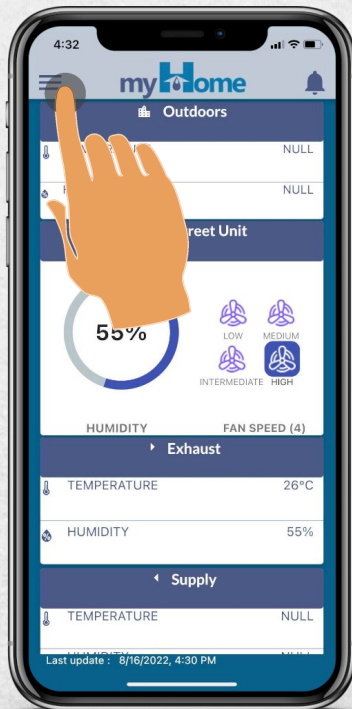 4:32
myHome
Outdoors
NULL
NULL
reet Unit
55%
LOW MEDIUM
INTERMEDIATE HIGH
HUMIDITY FAN SPEED (4)
Exhaust
TEMPERATURE 26°C
HUMIDITY 55%
Supply
TEMPERATURE NULL
Last update : 8/16/2022, 4:30 PM